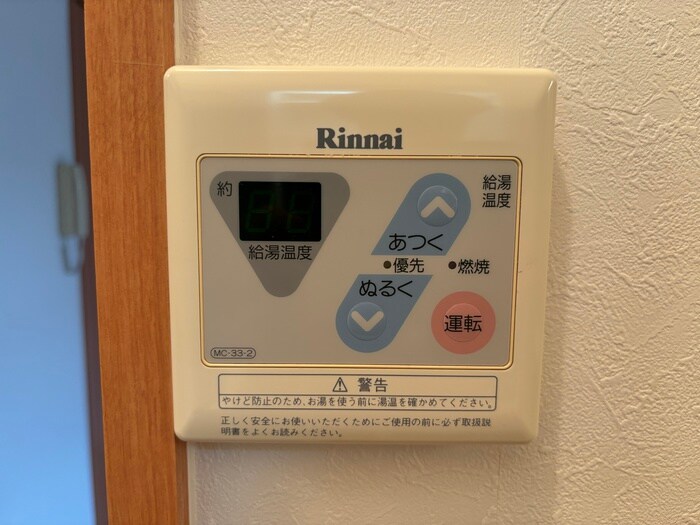 Rinnai
約
給湯温度
給湯
温度
あつく
優先
燃焼
ぬるく
運転
MC-33-2
⚠ 警告
やけど防止のため、お湯を使う前に湯温を確かめてください。
正しく安全にお使いいただくためにご使用の前に必ず取扱説
明書をよくお読みください。